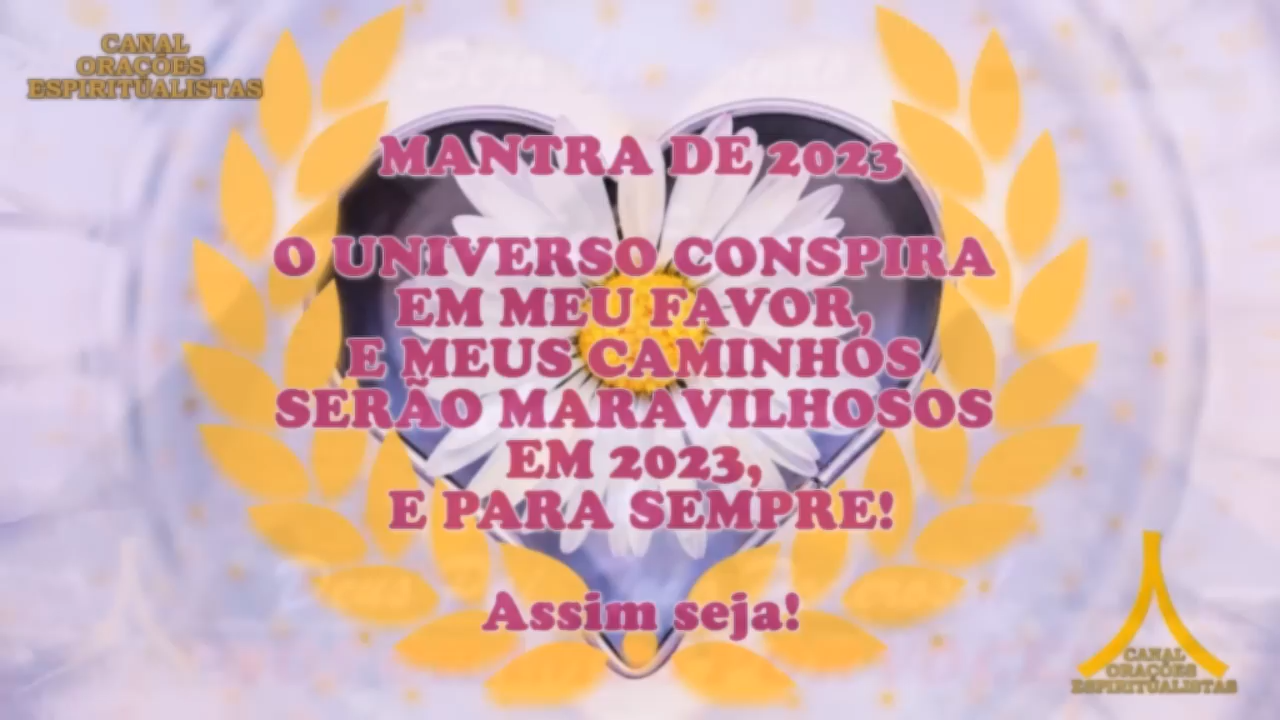 CANAL
ORAÇÕES
ESPIRITUALISTAS
MANTRA DE 2023
O UNIVERSO CONSPIRA
EM MEU FAVOR,
E MEUS CAMINHOS
SERÃO MARAVILHOSOS
EM 2023,
E PARA SEMPRE!
Assim seja!
CANAL
ORAÇÕES
ESPIRITUALISTAS